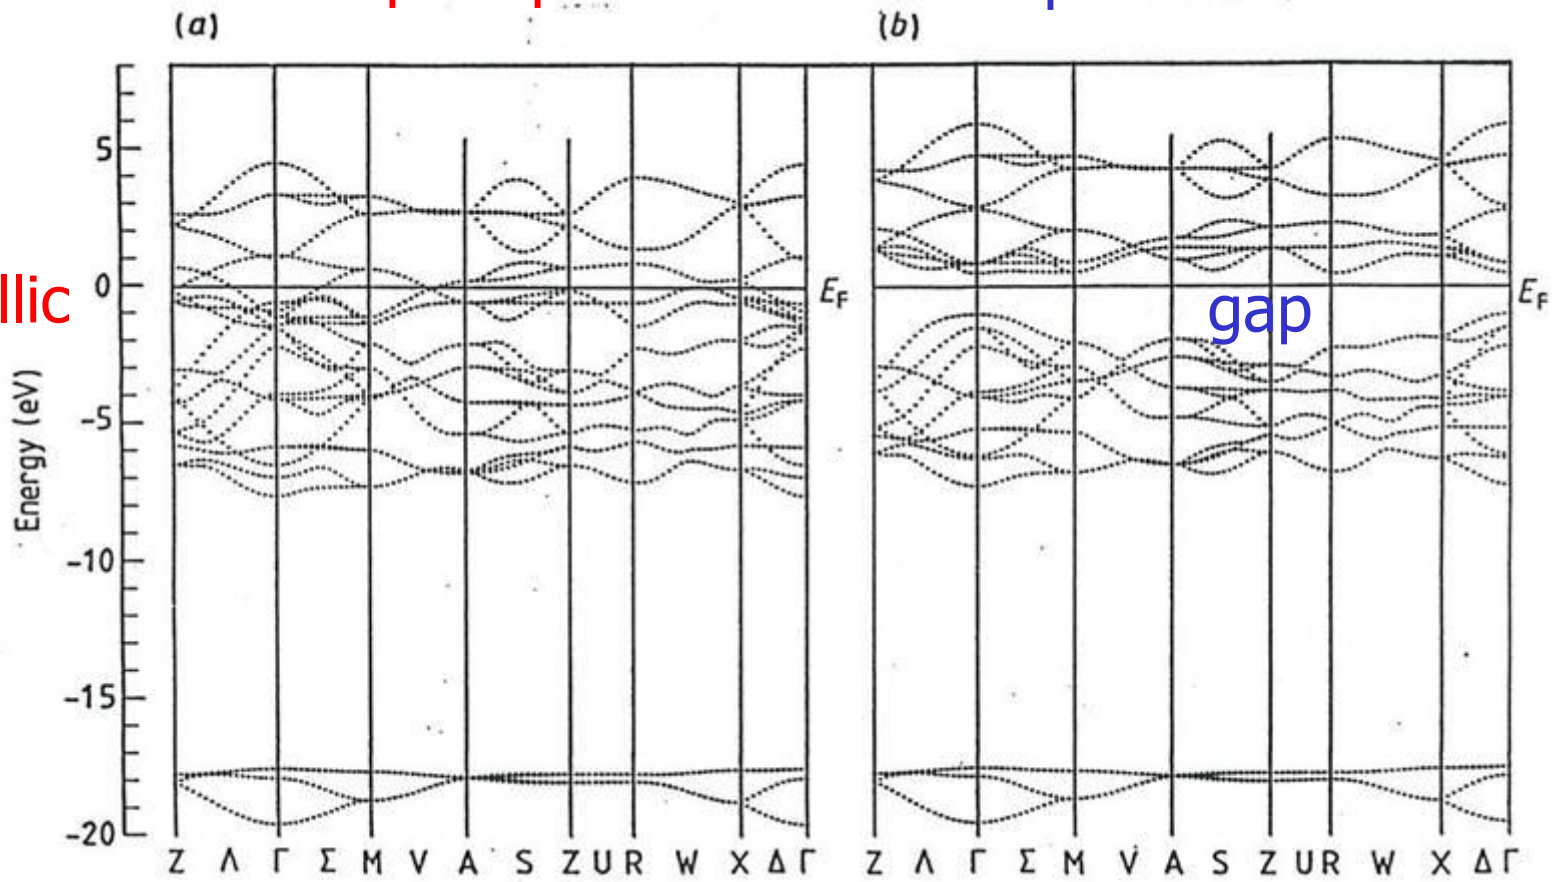 (a) (b)
5
0
-5
-10
-15
-20
Energy (eV)
llic
E_F
gap
E_F
Z Λ Γ Σ M V A S Z U R W X Δ Γ
Z Λ Γ Σ M V A S Z U R W X Δ Γ